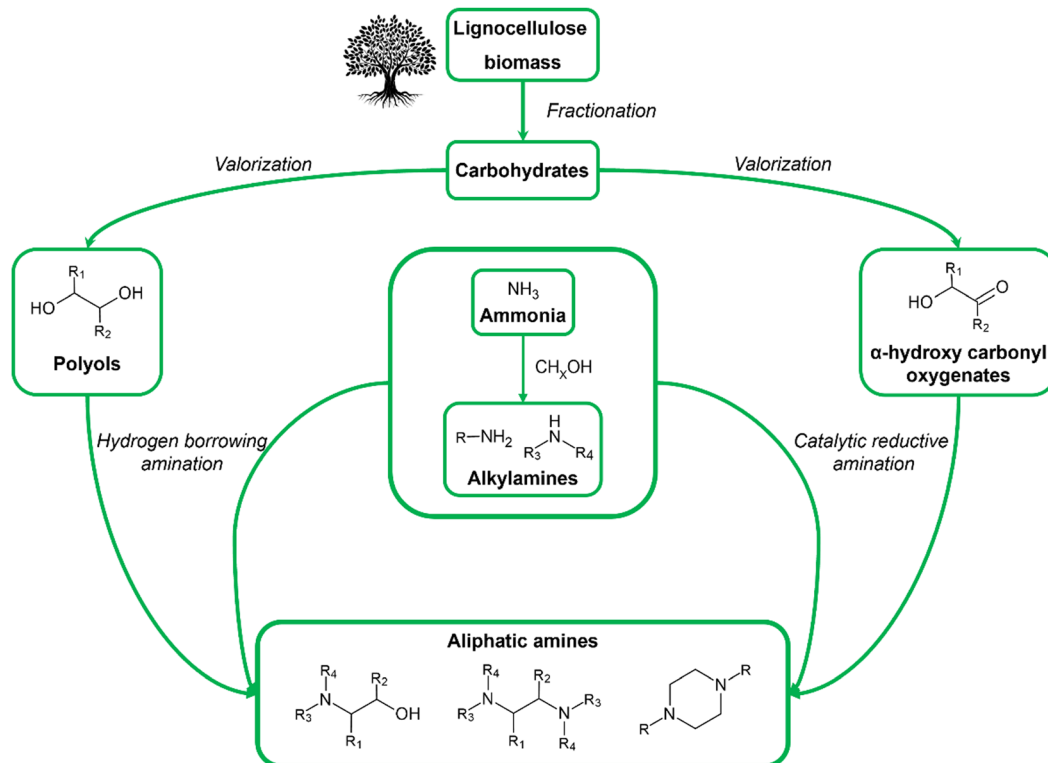 Lignocellulose
biomass
Fractionation
Carbohydrates
Valorization
Valorization
R₁
HO
OH
R₂
Polyols
NH₃
Ammonia
CHₓOH
R–NH₂
H
N
R₃
R₄
Alkylamines
R₁
HO
O
R₂
α-hydroxy carbonyl
oxygenates
Hydrogen borrowing
amination
Catalytic reductive
amination
Aliphatic amines
R₄
R₂
N
R₃
OH
R₁
R₄
R₂
N
R₃
R₃
N
R₁
R₄
R
N
N
R